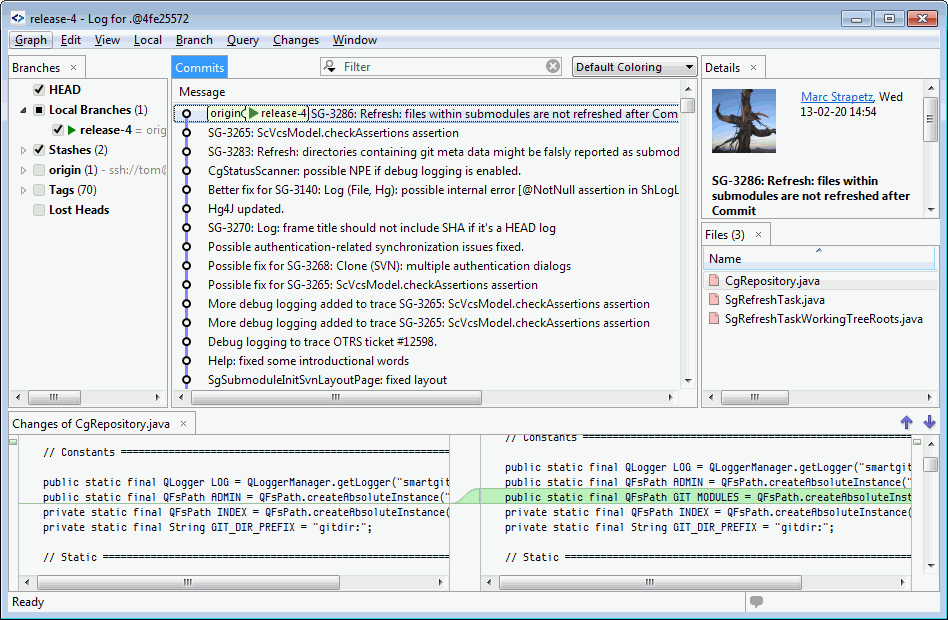 release-4 - Log for .@4fe25572
Graph Edit View Local Branch Query Changes Window
Branches
HEAD
Local Branches (1)
release-4 = orig
Stashes (2)
origin (1) - ssh://tom@
Tags (70)
Lost Heads
Commits
Filter
Default Coloring
Message
origin release-4 SG-3286: Refresh: files within submodules are not refreshed after Com
SG-3265: ScVcsModel.checkAssertions assertion
SG-3283: Refresh: directories containing git meta data might be falsly reported as submod
CgStatusScanner: possible NPE if debug logging is enabled.
Better fix for SG-3140: Log (File, Hg): possible internal error [@NotNull assertion in ShLogL
Hg4J updated.
SG-3270: Log: frame title should not include SHA if it's a HEAD log
Possible authentication-related synchronization issues fixed.
Possible fix for SG-3268: Clone (SVN): multiple authentication dialogs
Possible fix for SG-3265: ScVcsModel.checkAssertions assertion
More debug logging added to trace SG-3265: ScVcsModel.checkAssertions assertion
More debug logging added to trace SG-3265: ScVcsModel.checkAssertions assertion
Debug logging to trace OTRS ticket #12598.
Help: fixed some introductional words
SgSubmoduleInitSvnLayoutPage: fixed layout
Details
Marc Strapetz, Wed
13-02-20 14:54
SG-3286: Refresh: files within
submodules are not refreshed after
Commit
Files (3)
Name
CgRepository.java
SgRefreshTask.java
SgRefreshTaskWorkingTreeRoots.java
Changes of CgRepository.java
// Constants ================================================
public static final QLogger LOG = QLoggerManager.getLogger("smartgit
public static final QFsPath ADMIN = QFsPath.createAbsoluteInstance("
private static final QFsPath INDEX = QFsPath.createAbsoluteInstance(
private static final String GIT_DIR_PREFIX = "gitdir:";
// Static ===================================================
// Constants ================================================
public static final QLogger LOG = QLoggerManager.getLogger("smartgit
public static final QFsPath ADMIN = QFsPath.createAbsoluteInstance("
public static final QFsPath GIT_MODULES = QFsPath.createAbsoluteInst
private static final QFsPath INDEX = QFsPath.createAbsoluteInstance(
private static final String GIT_DIR_PREFIX = "gitdir:";
// Static ===================================================
Ready